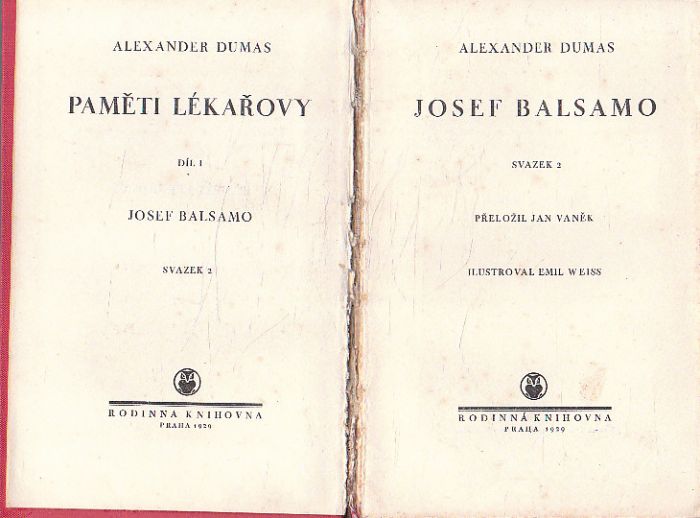 ALEXANDER DUMAS
PAMĚTI LÉKAŘOVY
DÍL I
JOSEF BALSAMO
SVAZEK 2
RODINNA KNIHOVNA
PRAHA 1929
ALEXANDER DUMAS
JOSEF BALSAMO
SVAZEK 2
PŘELOŽIL JAN VANĚK
ILUSTROVAL EMIL WEISS
RODINNÁ KNIHOVNA
PRAHA 1929